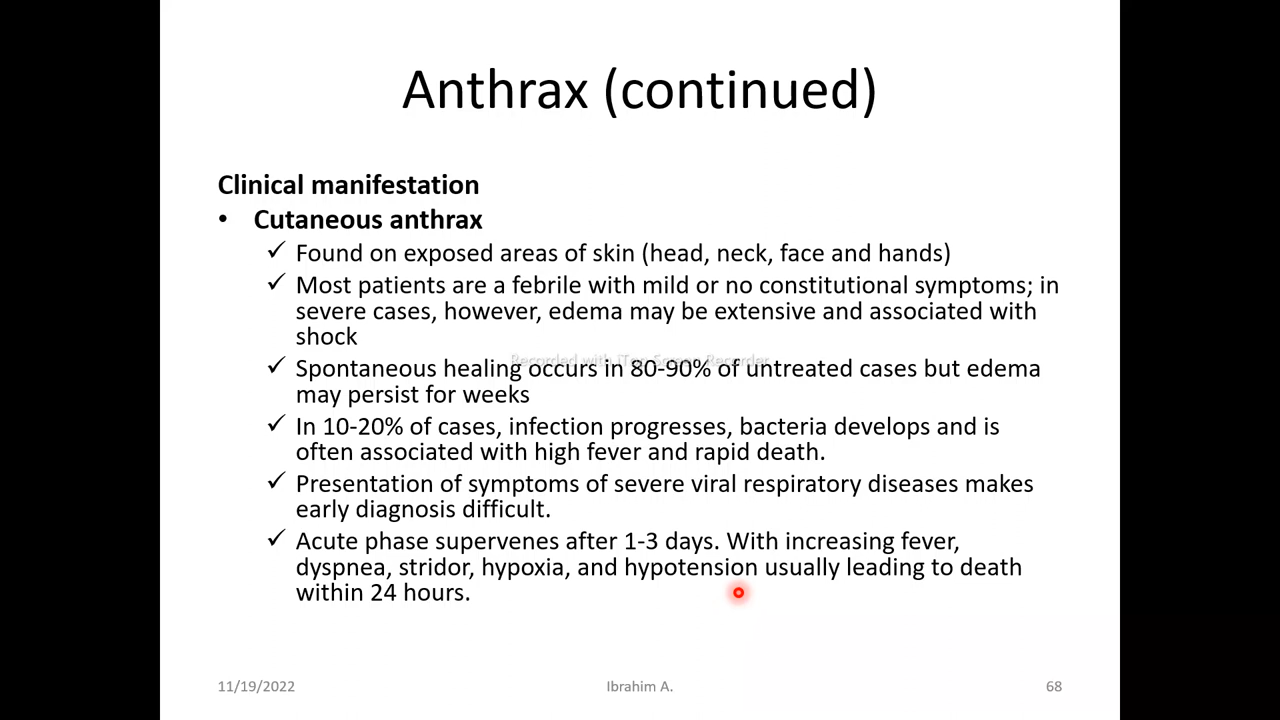 Anthrax (continued)
Clinical manifestation
• Cutaneous anthrax
✓ Found on exposed areas of skin (head, neck, face and hands)
✓ Most patients are a febrile with mild or no constitutional symptoms; in
severe cases, however, edema may be extensive and associated with
shock
Recorded with iTop Screen Recorder
✓ Spontaneous healing occurs in 80-90% of untreated cases but edema
may persist for weeks
✓ In 10-20% of cases, infection progresses, bacteria develops and is
often associated with high fever and rapid death.
✓ Presentation of symptoms of severe viral respiratory diseases makes
early diagnosis difficult.
✓ Acute phase supervenes after 1-3 days. With increasing fever,
dyspnea, stridor, hypoxia, and hypotension usually leading to death
within 24 hours.
11/19/2022
Ibrahim A.
68